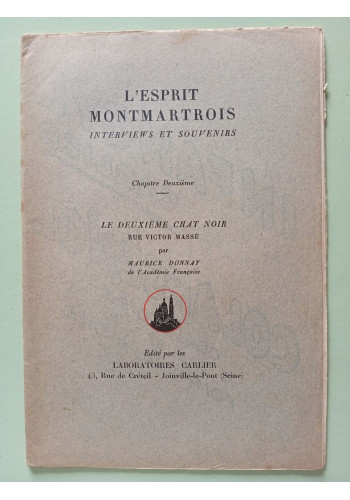 L'ESPRIT
MONTMARTROIS
INTERVIEWS ET SOUVENIRS
Chapitre Deuxième
LE DEUXIÈME CHAT NOIR
RUE VICTOR MASSÉ
par
MAURICE DONNAY
de l'Académie Française
Edité par les
LABORATOIRES CARLIER
43, Rue de Créteil - Joinville-le-Pont (Seine)